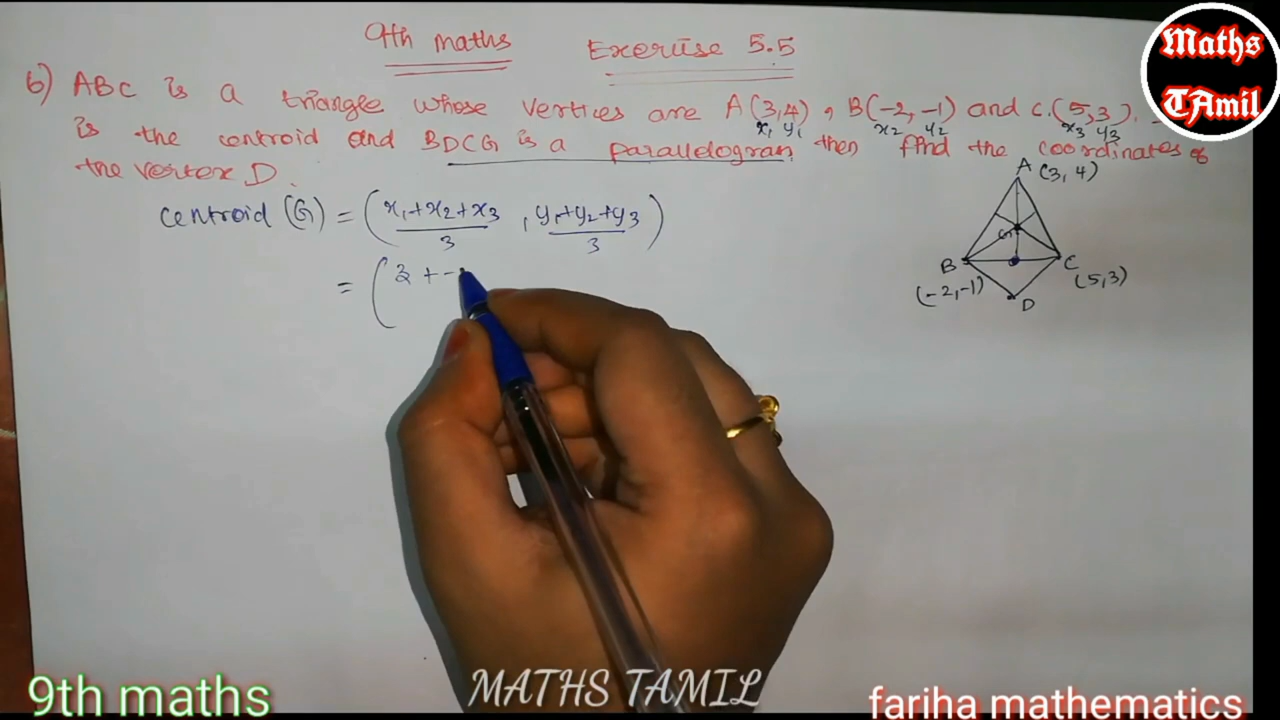 9th maths Exercise 5.5
Maths
TAmil
6) ABC is a triangle whose vertices are A(3,4), B(-2,-1) and C.(5,3).
x1 y1 x2 y2 x3 y3
is the centroid and BDCG is a parallelogram then find the coordinates of
the vertex D.
A (3, 4)
Centroid (G) = (x1+x2+x3/3 , y1+y2+y3/3)
G
= (3 + -
B C
(-2,-1) (5,3)
D
9th maths
MATHS TAMIL
fariha mathematics